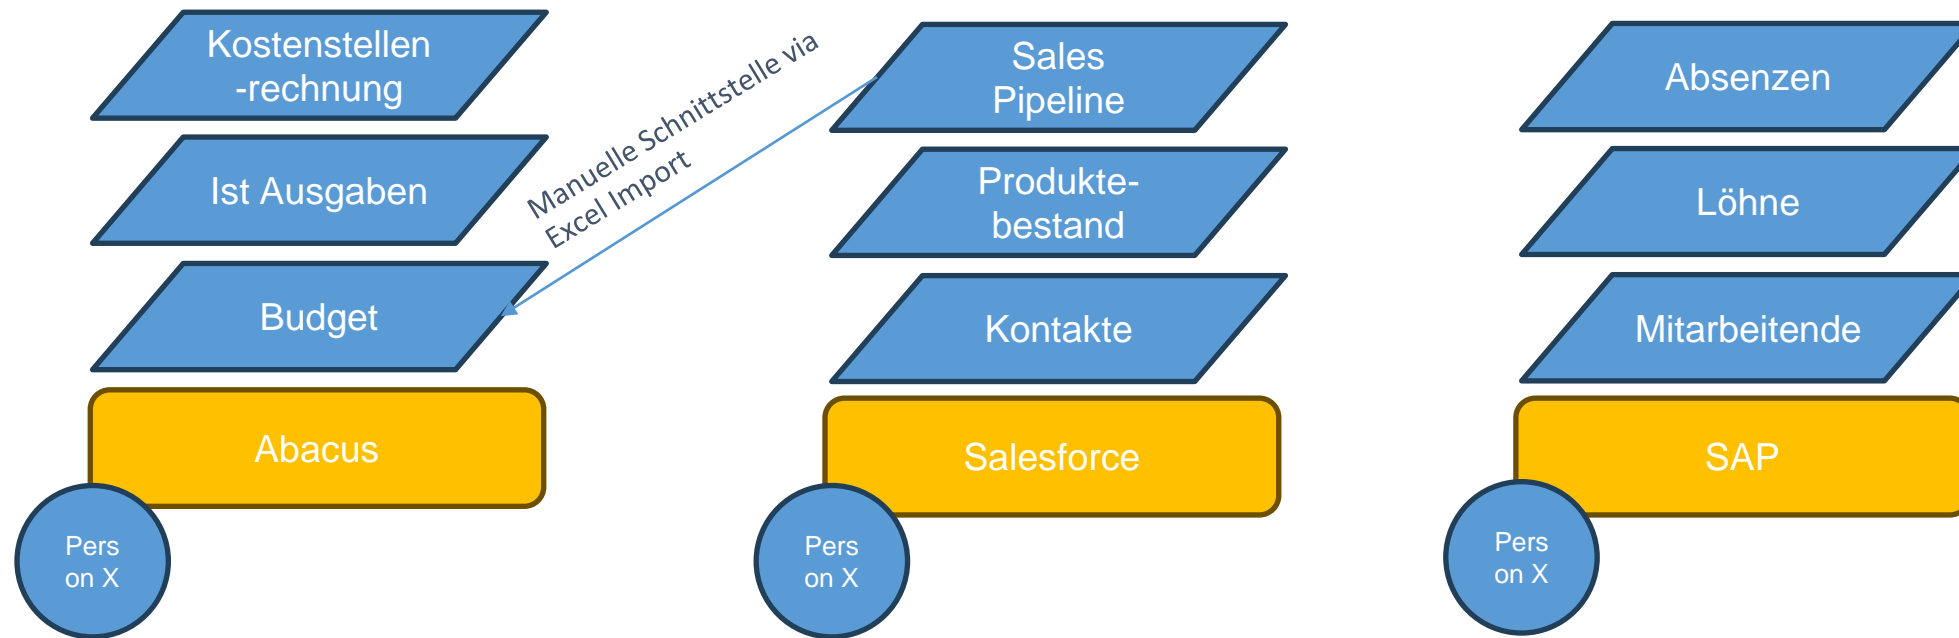 Kostenstellen
-rechnung
Ist Ausgaben
Budget
Abacus
Pers
on X
Manuelle Schnittstelle via
Excel Import
Sales
Pipeline
Produkte-
bestand
Kontakte
Salesforce
Pers
on X
Absenzen
Löhne
Mitarbeitende
SAP
Pers
on X